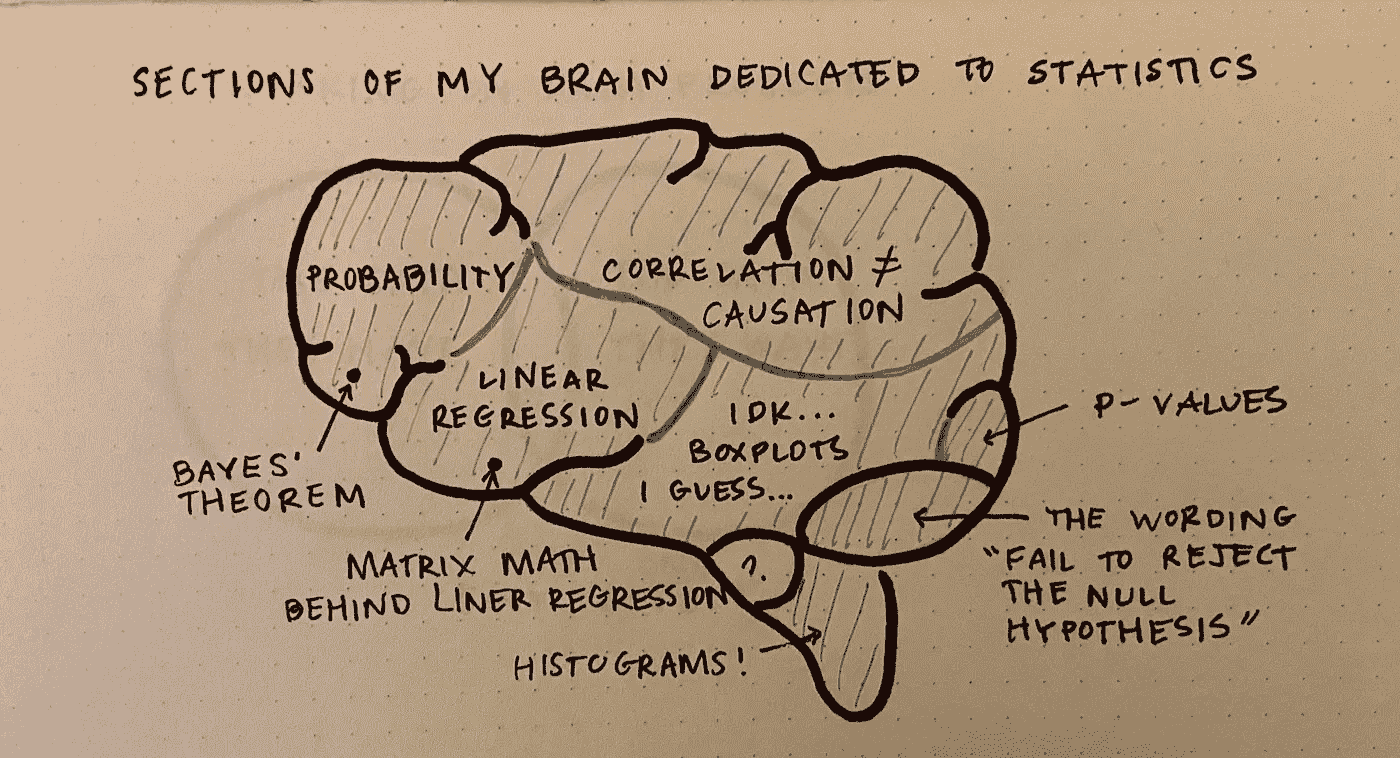 SECTIONS OF MY BRAIN DEDICATED TO STATISTICS
PROBABILITY
CORRELATION ≠
CAUSATION
LINEAR
REGRESSION
IDK...
BOXPLOTS
I GUESS...
P-VALUES
BAYES'
THEOREM
THE WORDING
"FAIL TO REJECT
THE NULL
HYPOTHESIS"
MATRIX MATH
BEHIND LINER REGRESSION
?
HISTOGRAMS!